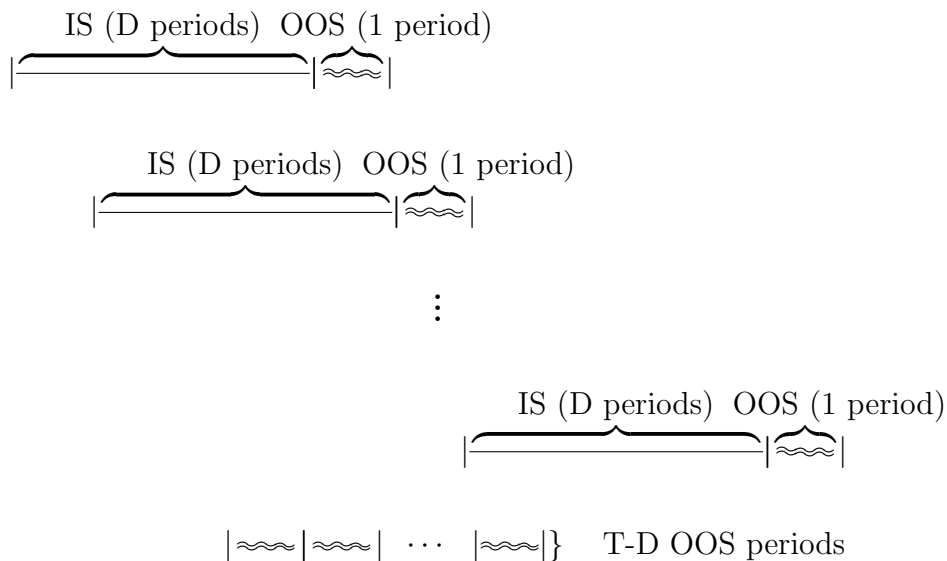 IS (D periods) OOS (1 period)
IS (D periods) OOS (1 period)
⋮
IS (D periods) OOS (1 period)
⋯ } T-D OOS periods